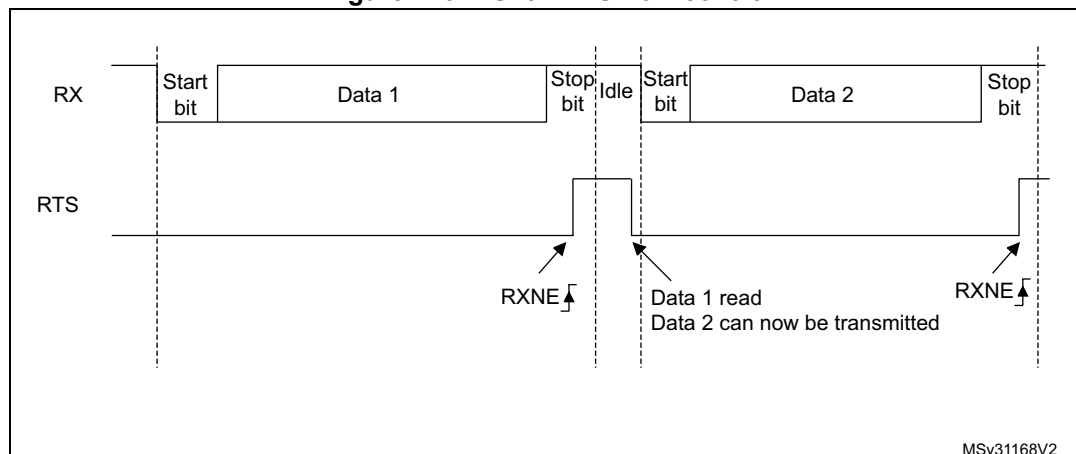 RX
Start bit
Data 1
Stop bit
Idle
Start bit
Data 2
Stop bit
RTS
RXNE
Data 1 read
Data 2 can now be transmitted
RXNE
MSv31168V2